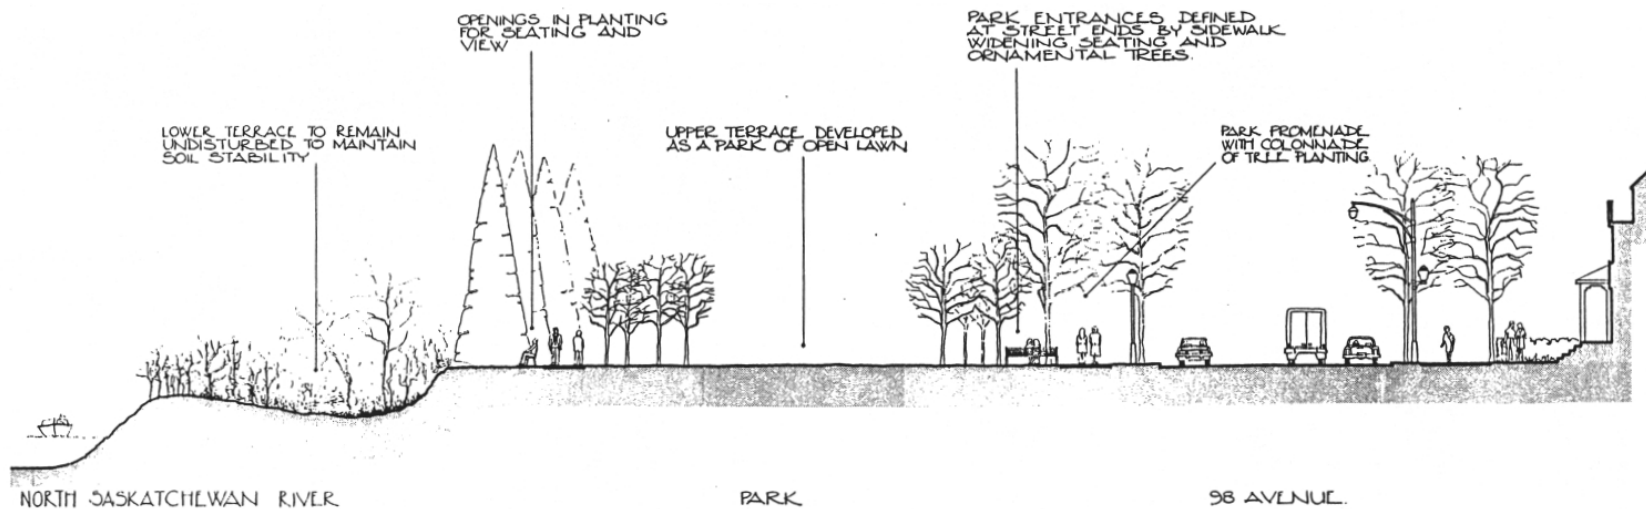 OPENINGS IN PLANTING
FOR SEATING AND
VIEW
PARK ENTRANCES DEFINED
AT STREET ENDS BY SIDEWALK
WIDENING, SEATING AND
ORNAMENTAL TREES.
LOWER TERRACE TO REMAIN
UNDISTURBED TO MAINTAIN
SOIL STABILITY
UPPER TERRACE DEVELOPED
AS A PARK OF OPEN LAWN
PARK PROMENADE
WITH COLONNADE
OF TREE PLANTING
NORTH SASKATCHEWAN RIVER
PARK
98 AVENUE.